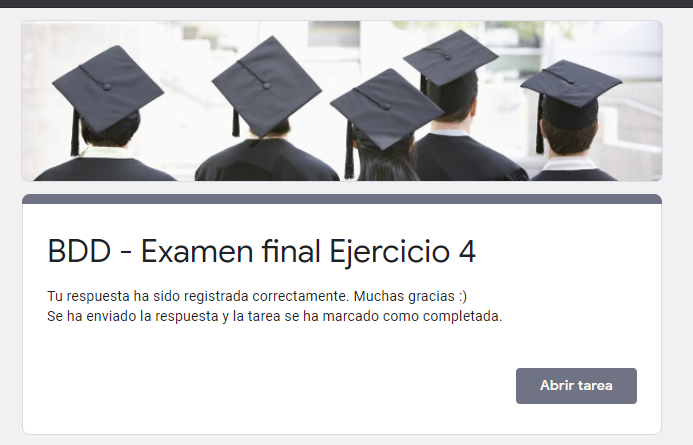 BDD - Examen final Ejercicio 4
Tu respuesta ha sido registrada correctamente. Muchas gracias :)
Se ha enviado la respuesta y la tarea se ha marcado como completada.
Abrir tarea